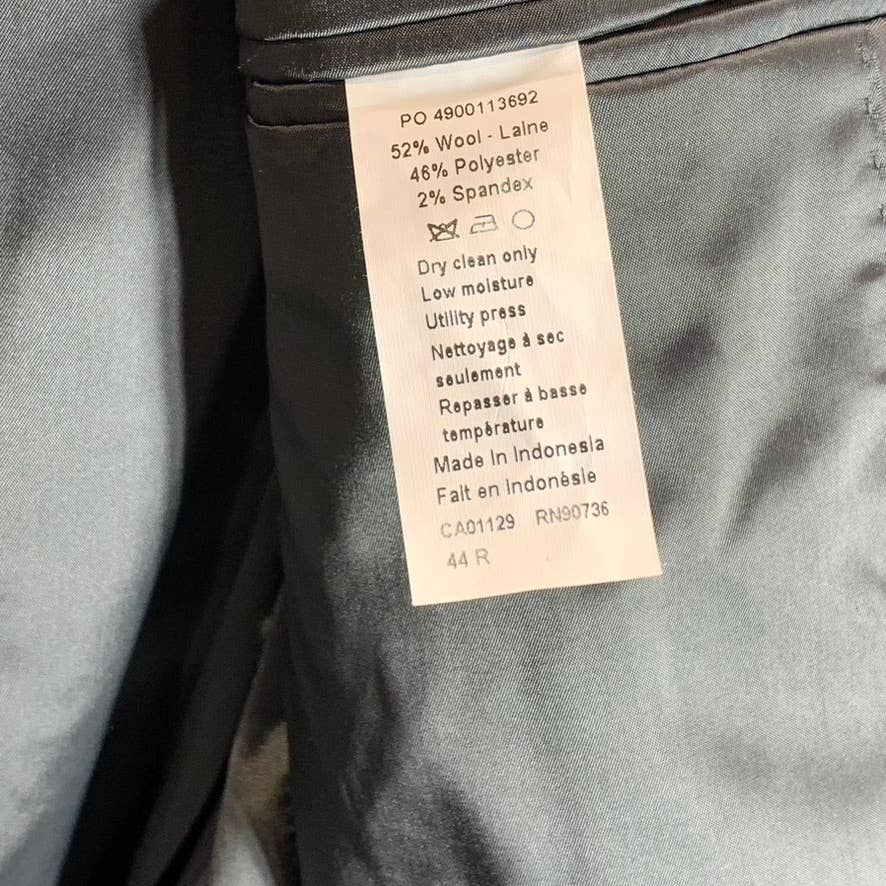 PO 4900113692
52% Wool - Laine
46% Polyester
2% Spandex
Dry clean only
Low moisture
Utility press
Nettoyage à sec
seulement
Repasser à basse
température
Made In Indonesia
Fait en Indonésie
CA01129 RN90736
44 R